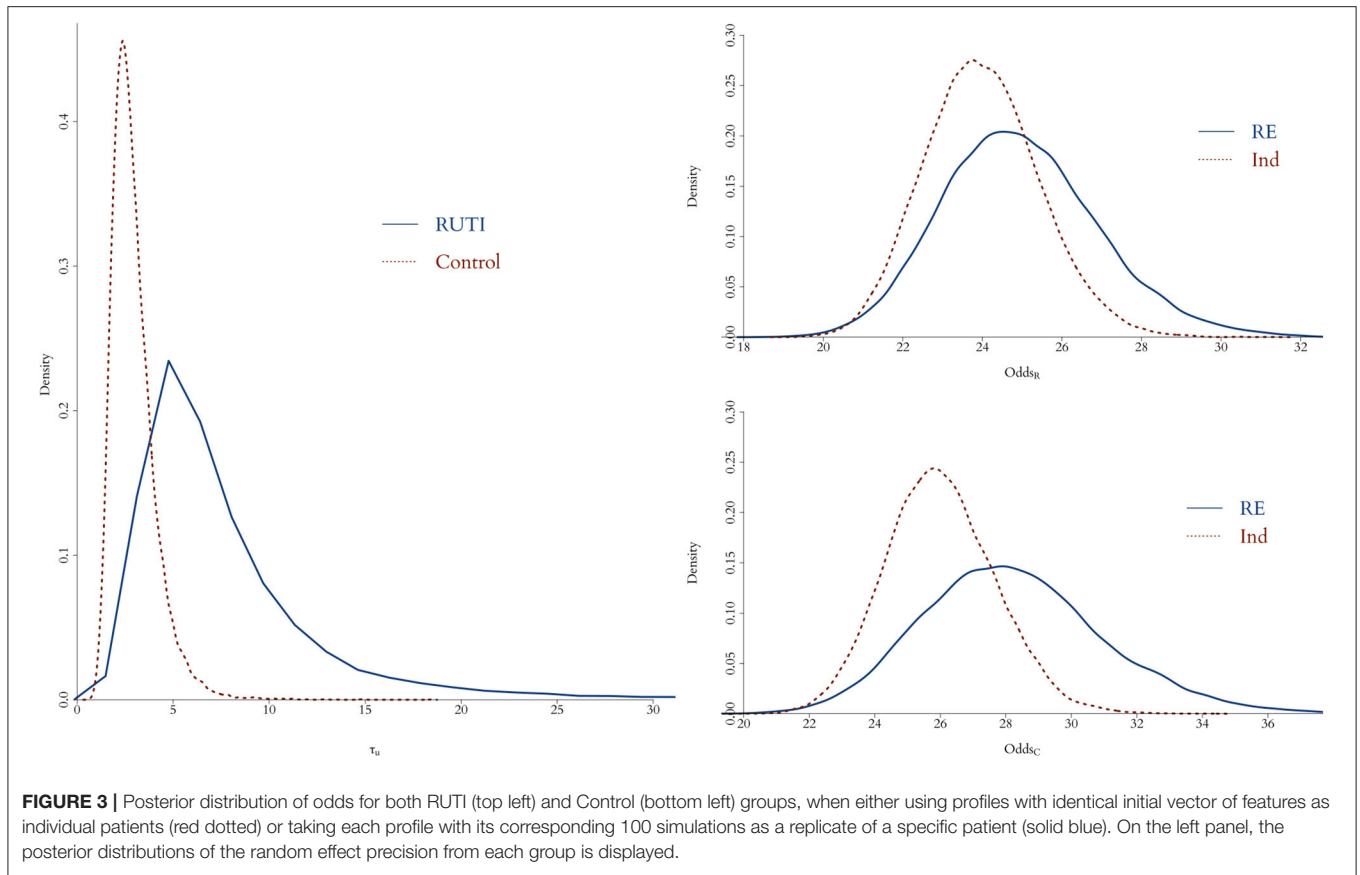 0.4
0.3
0.2
0.1
0.0
Density
0 5 10 15 20 25 30
τu
RUTI
Control
0.30
0.25
0.20
0.15
0.10
0.05
0.00
Density
18 20 22 24 26 28 30 32
OddsR
RE
Ind
0.30
0.25
0.20
0.15
0.10
0.05
0.00
Density
20 22 24 26 28 30 32 34 36
OddsC
RE
Ind
FIGURE 3 | Posterior distribution of odds for both RUTI (top left) and Control (bottom left) groups, when either using profiles with identical initial vector of features as
individual patients (red dotted) or taking each profile with its corresponding 100 simulations as a replicate of a specific patient (solid blue). On the left panel, the
posterior distributions of the random effect precision from each group is displayed.